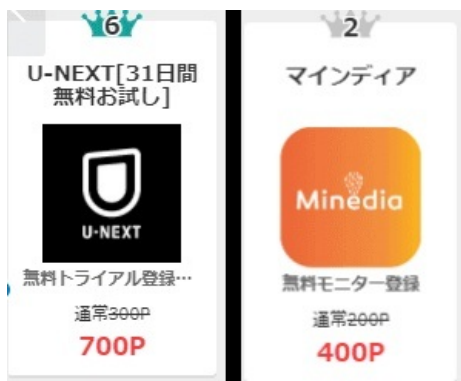 6
U-NEXT[31日間
無料お試し]
U-NEXT
無料トライアル登録…
通常300P
700P
2
マインディア
Minedia
無料モニター登録
通常200P
400P